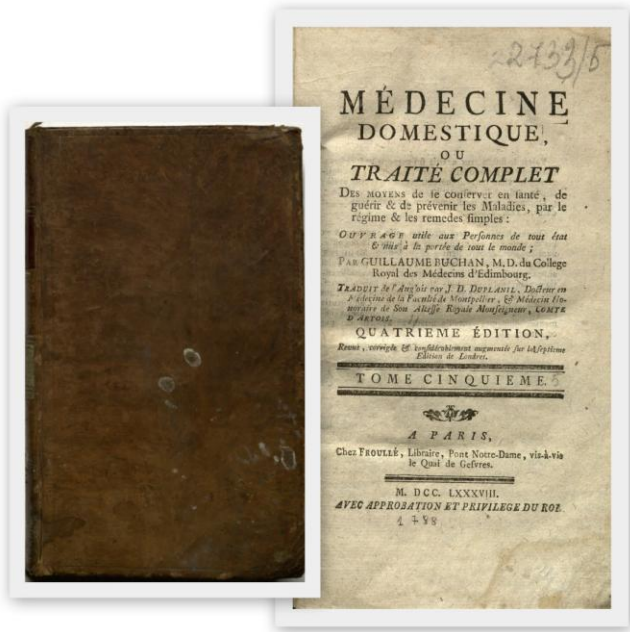 22133/5
MÉDECINE
DOMESTIQUE,
OU
TRAITÉ COMPLET
DES MOYENS de se conserver en santé, de
guérir & de prévenir les Maladies, par le
régime & les remedes simples :
OUVRAGE utile aux Personnes de tout état
& mis à la portée de tout le monde ;
PAR GUILLAUME BUCHAN, M.D. du College
Royal des Médecins d'Edimbourg.
TRADUIT de l'Anglois par J. D. DUPLANIL, Docteur en
Médecine de la Faculté de Montpellier, & Médecin Ho-
noraire de Son Altesse Royale Monseigneur, COMTE
D'ARTOIS.
QUATRIEME ÉDITION,
Revue, corrigée & considérablement augmentée sur la septieme
Edition de Londres.
TOME CINQUIEME. 5
A PARIS,
Chez FROULLÉ, Libraire, Pont Notre-Dame, vis-à-vis
le Quai de Gesvres.
M. DCC. LXXXVIII.
AVEC APPROBATION ET PRIVILEGE DU ROI.
1788